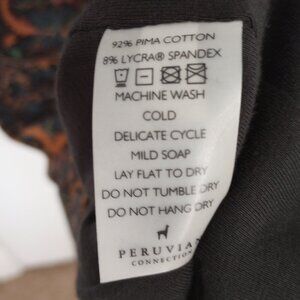 92% PIMA COTTON
8% LYCRA® SPANDEX
MACHINE WASH
COLD
DELICATE CYCLE
MILD SOAP
LAY FLAT TO DRY
DO NOT TUMBLE DRY
DO NOT HANG DRY
PERUVIAN
CONNECTION